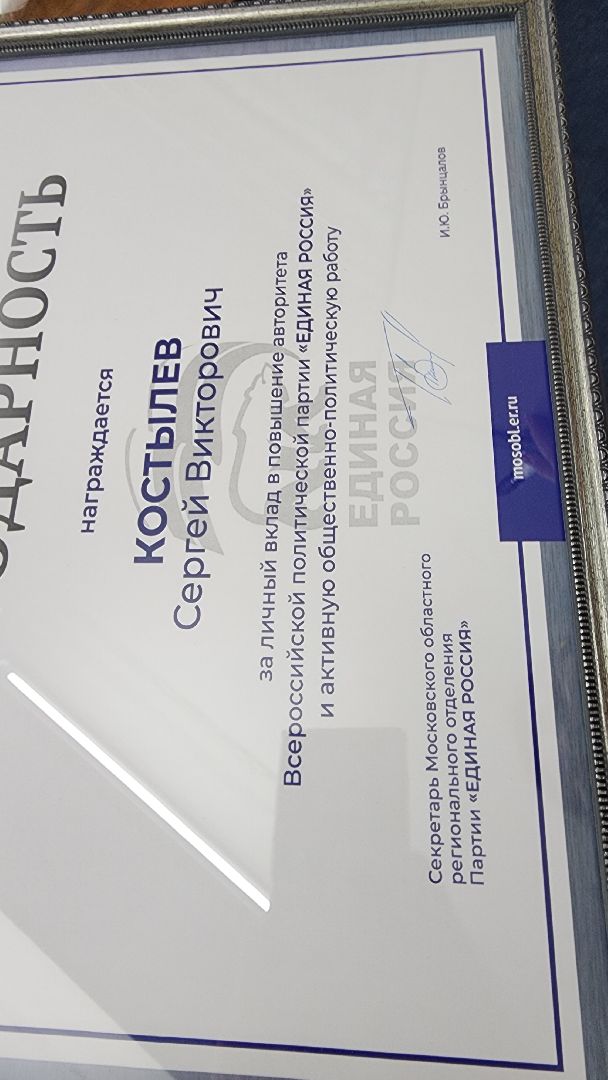 ДАРНОСТЬ
награждается
КОСТЫЛЕВ
Сергей Викторович
за личный вклад в повышение авторитета
Всероссийской политической партии «ЕДИНАЯ РОССИЯ»
и активную общественно-политическую работу
ЕДИНАЯ
РОССИЯ
Секретарь Московского областного
регионального отделения
Партии «ЕДИНАЯ РОССИЯ»
И.Ю. Брынцалов
mosobl.er.ru